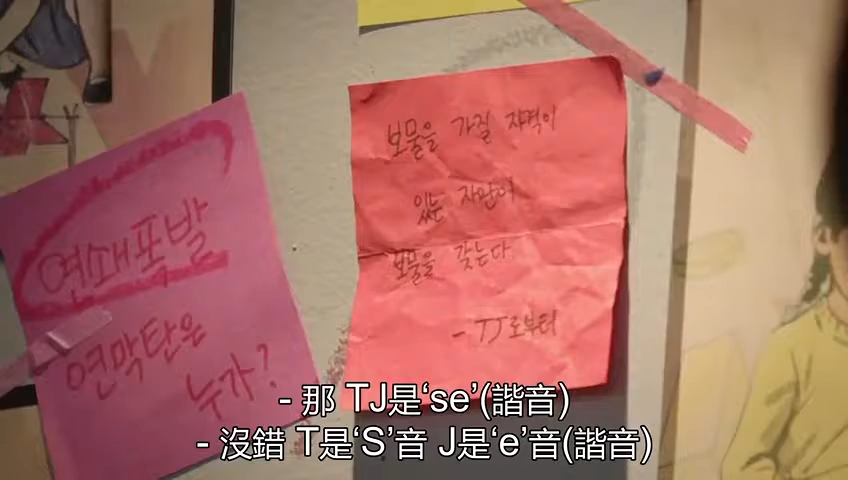 연쇄폭발
연막탄은
누가?
보물을 가질 자격이
있는 자만이
보물을 갖는다
- TJ로부터
- 那 TJ是‘se’(諧音)
- 沒錯 T是‘S’音 J是‘e’音(諧音)